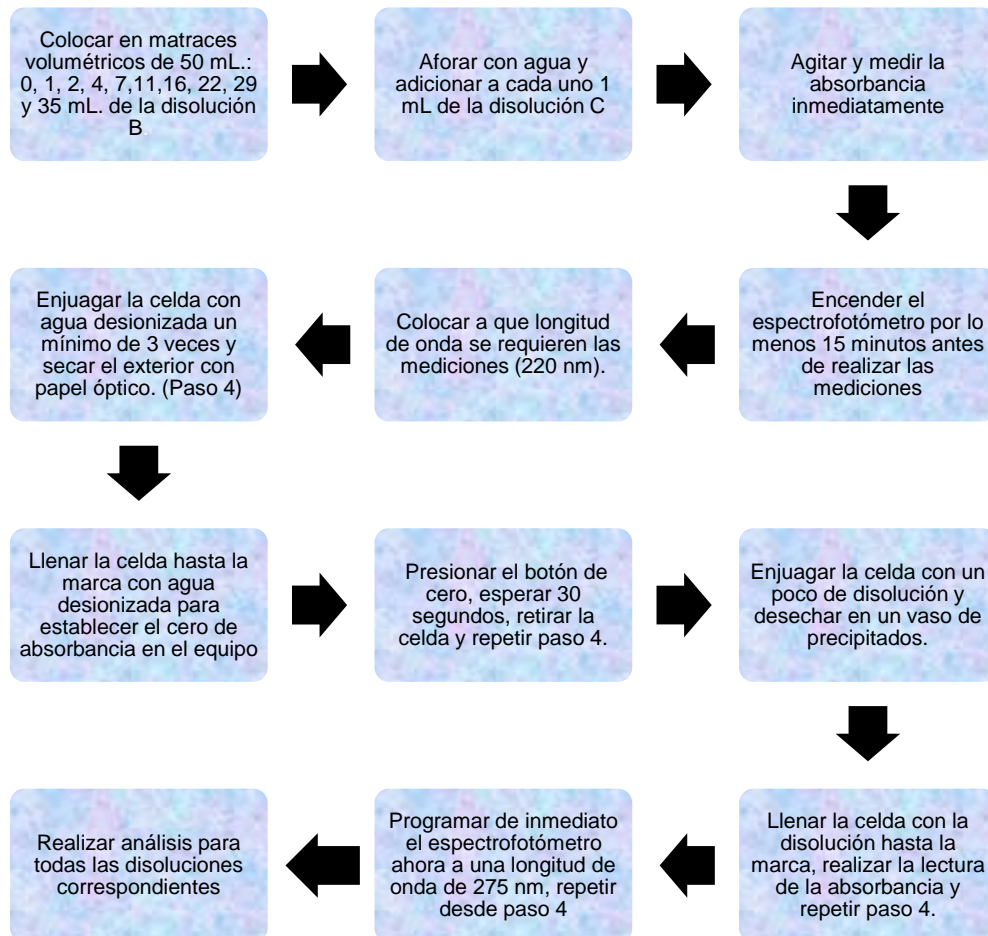 Colocar en matraces
volumétricos de 50 mL.:
0, 1, 2, 4, 7,11,16, 22, 29
y 35 mL. de la disolución
B
Aforar con agua y
adicionar a cada uno 1
mL de la disolución C
Agitar y medir la
absorbancia
inmediatamente
Encender el
espectrofotómetro por lo
menos 15 minutos antes
de realizar las
mediciones
Colocar a que longitud
de onda se requieren las
mediciones (220 nm).
Enjuagar la celda con
agua desionizada un
mínimo de 3 veces y
secar el exterior con
papel óptico. (Paso 4)
Llenar la celda hasta la
marca con agua
desionizada para
establecer el cero de
absorbancia en el equipo
Presionar el botón de
cero, esperar 30
segundos, retirar la
celda y repetir paso 4.
Enjuagar la celda con un
poco de disolución y
desechar en un vaso de
precipitados.
Llenar la celda con la
disolución hasta la
marca, realizar la lectura
de la absorbancia y
repetir paso 4.
Programar de inmediato
el espectrofotómetro
ahora a una longitud de
onda de 275 nm, repetir
desde paso 4
Realizar análisis para
todas las disoluciones
correspondientes